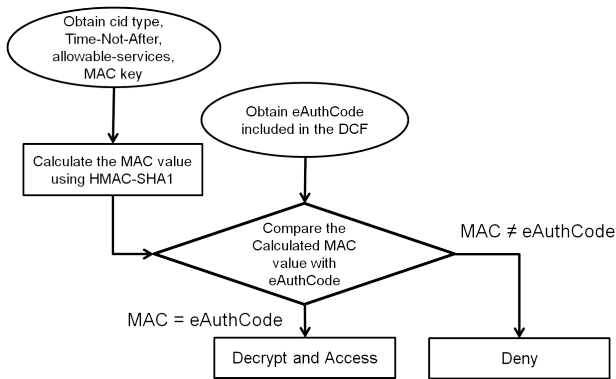 Obtain cid type,
Time-Not-After,
allowable-services,
MAC key
Obtain eAuthCode
included in the DCF
Calculate the MAC value
using HMAC-SHA1
Compare the
Calculated MAC
value with
eAuthCode
MAC ≠ eAuthCode
MAC = eAuthCode
Decrypt and Access
Deny